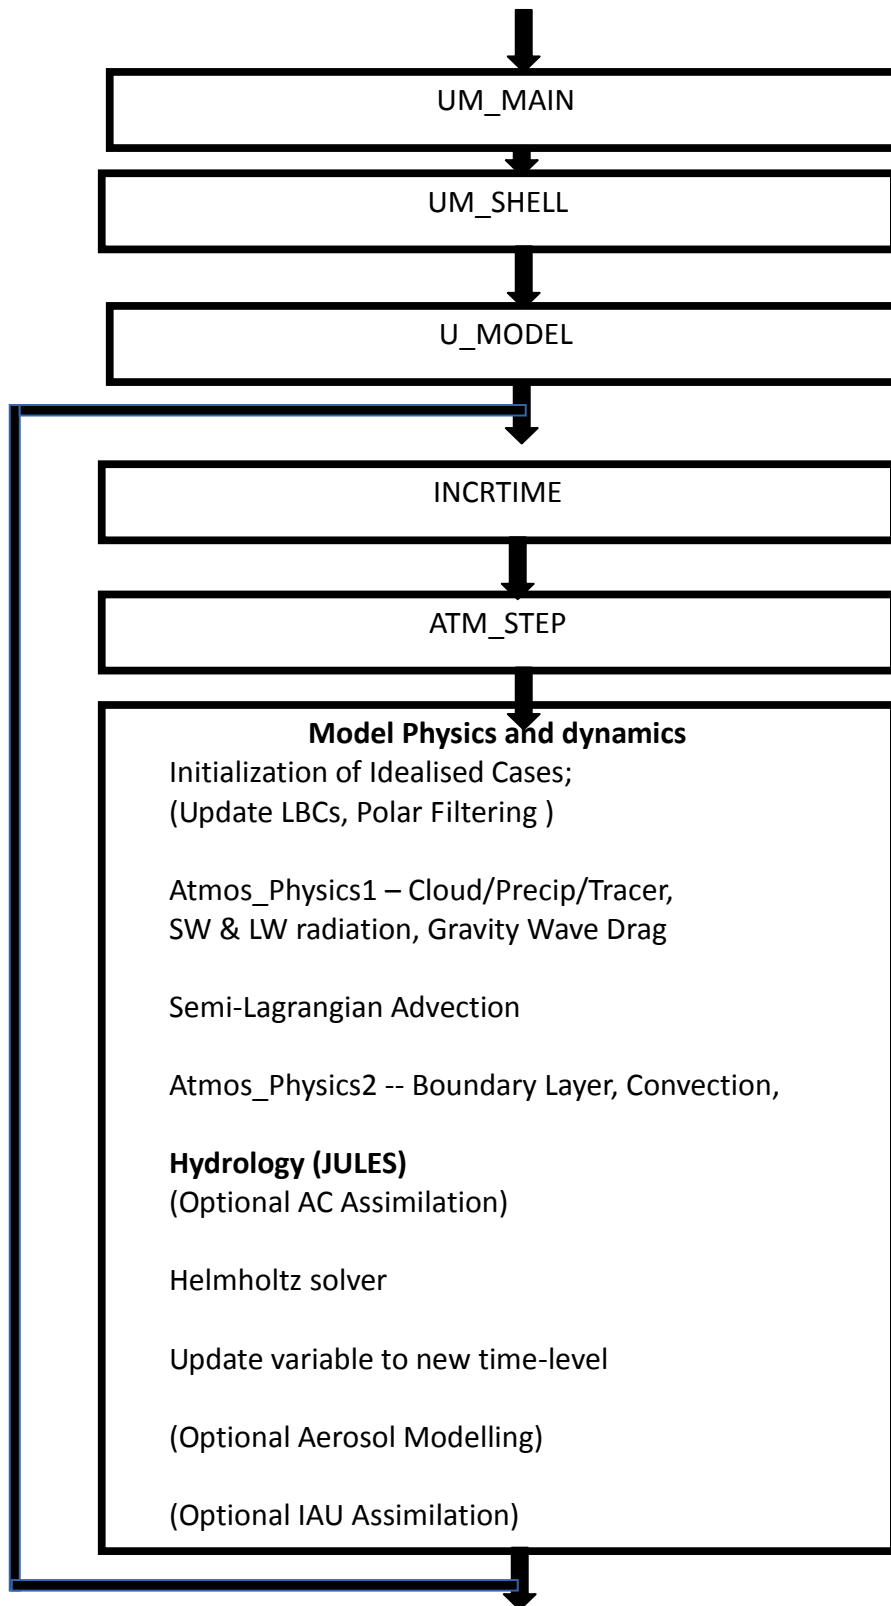 UM_MAIN
UM_SHELL
U_MODEL
INCRTIME
ATM_STEP
Model Physics and dynamics
Initialization of Idealised Cases;
(Update LBCs, Polar Filtering )
Atmos_Physics1 – Cloud/Precip/Tracer,
SW & LW radiation, Gravity Wave Drag
Semi-Lagrangian Advection
Atmos_Physics2 -- Boundary Layer, Convection,
Hydrology (JULES)
(Optional AC Assimilation)
Helmholtz solver
Update variable to new time-level
(Optional Aerosol Modelling)
(Optional IAU Assimilation)